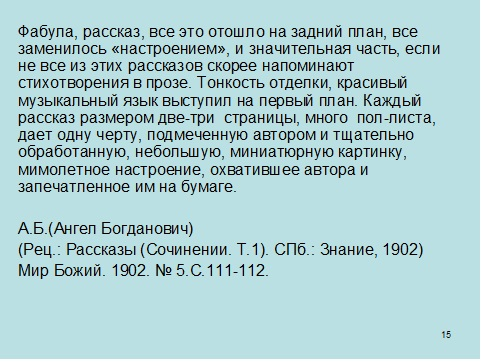 Фабула, рассказ, все это отошло на задний план, все
заменилось «настроением», и значительная часть, если
не все из этих рассказов скорее напоминают
стихотворения в прозе. Тонкость отделки, красивый
музыкальный язык выступил на первый план. Каждый
рассказ размером две-три страницы, много пол-листа,
дает одну черту, подмеченную автором и тщательно
обработанную, небольшую, миниатюрную картинку,
мимолетное настроение, охватившее автора и
запечатленное им на бумаге.
А.Б.(Ангел Богданович)
(Рец.: Рассказы (Сочинении. Т.1). СПб.: Знание, 1902)
Мир Божий. 1902. № 5.С.111-112.
15